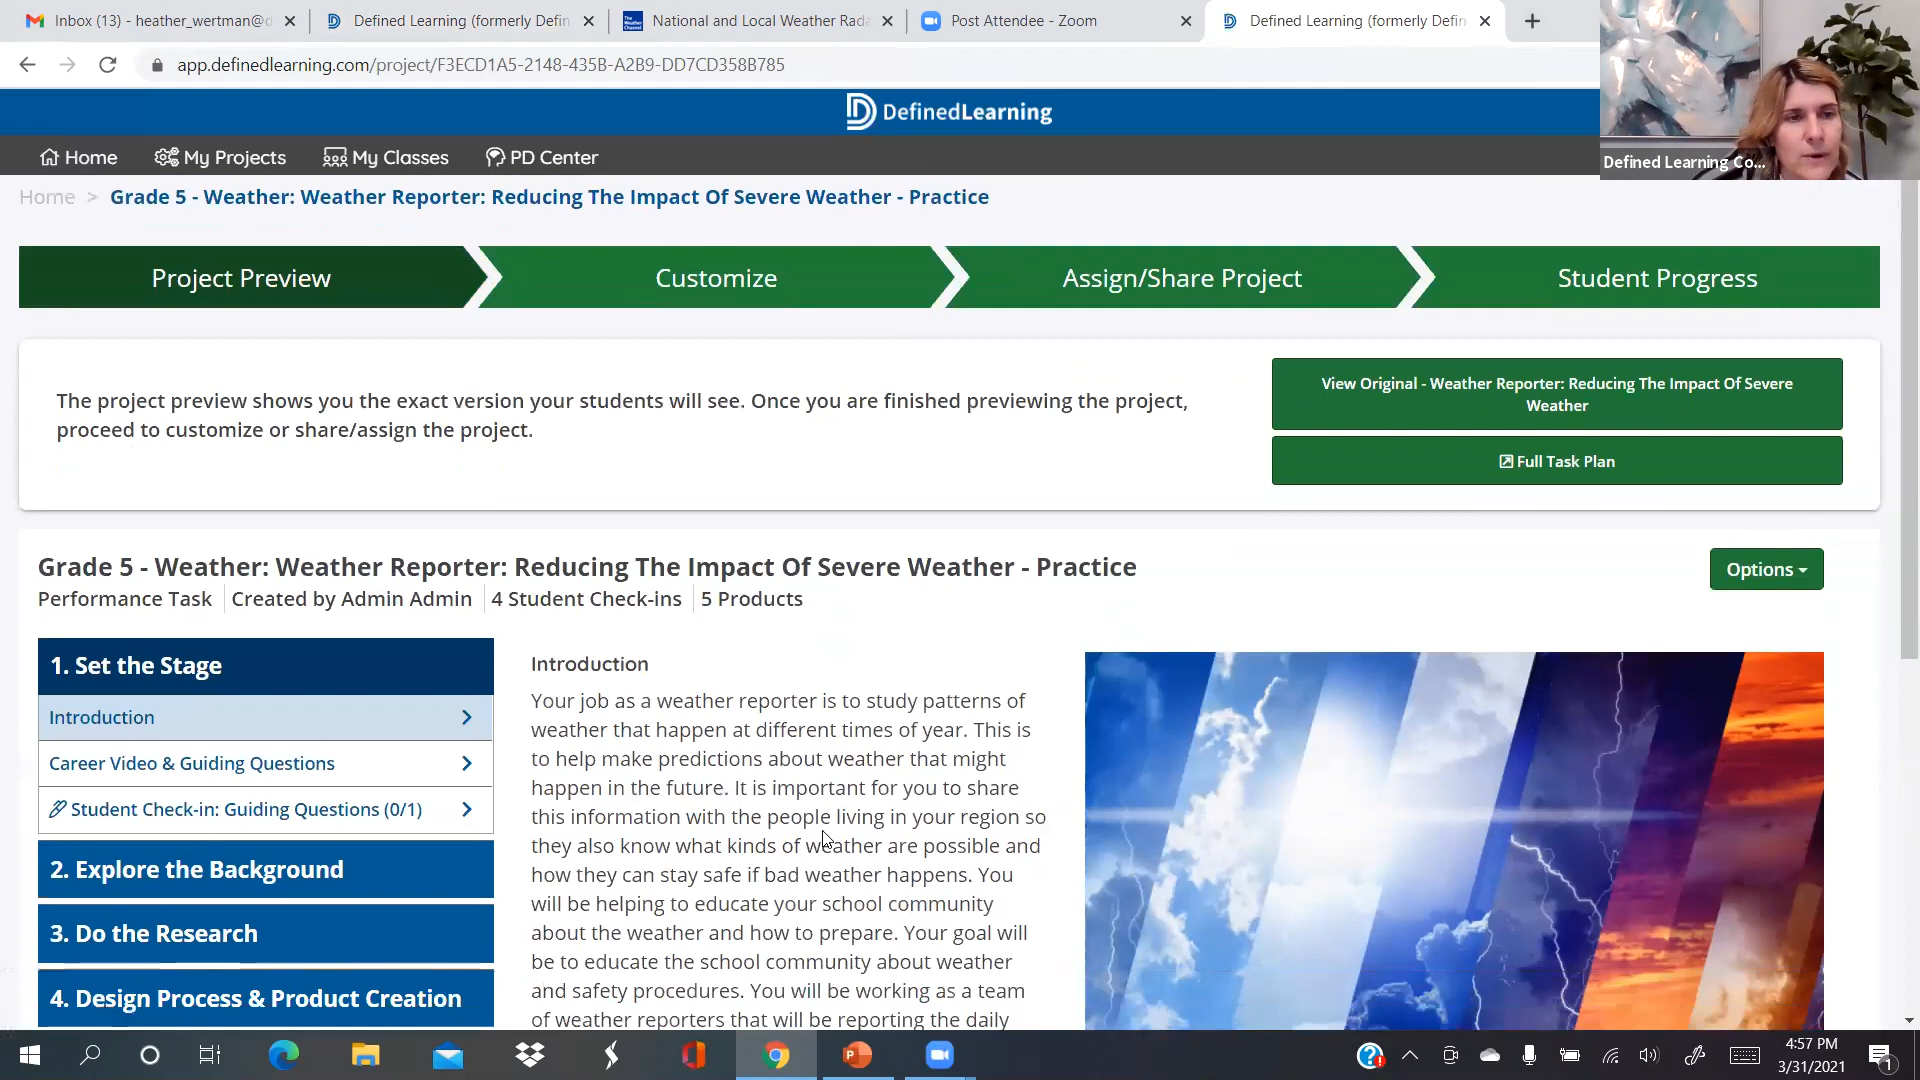 Inbox (13) - heather_wertman@d
Defined Learning (formerly Defin
National and Local Weather Rada
Post Attendee - Zoom
Defined Learning (formerly Defin
app.definedlearning.com/project/F3ECD1A5-2148-435B-A2B9-DD7CD358B785
DefinedLearning
Defined Learning Co...
Home
My Projects
My Classes
PD Center
Home > Grade 5 - Weather: Weather Reporter: Reducing The Impact Of Severe Weather - Practice
Project Preview
Customize
Assign/Share Project
Student Progress
The project preview shows you the exact version your students will see. Once you are finished previewing the project,
proceed to customize or share/assign the project.
View Original - Weather Reporter: Reducing The Impact Of Severe
Weather
Full Task Plan
Grade 5 - Weather: Weather Reporter: Reducing The Impact Of Severe Weather - Practice
Options
Performance Task | Created by Admin Admin | 4 Student Check-ins | 5 Products
1. Set the Stage
Introduction
Career Video & Guiding Questions
Student Check-in: Guiding Questions (0/1)
2. Explore the Background
3. Do the Research
4. Design Process & Product Creation
Introduction
Your job as a weather reporter is to study patterns of
weather that happen at different times of year. This is
to help make predictions about weather that might
happen in the future. It is important for you to share
this information with the people living in your region so
they also know what kinds of weather are possible and
how they can stay safe if bad weather happens. You
will be helping to educate your school community
about the weather and how to prepare. Your goal will
be to educate the school community about weather
and safety procedures. You will be working as a team
of weather reporters that will be reporting the daily
4:57 PM
3/31/2021
1